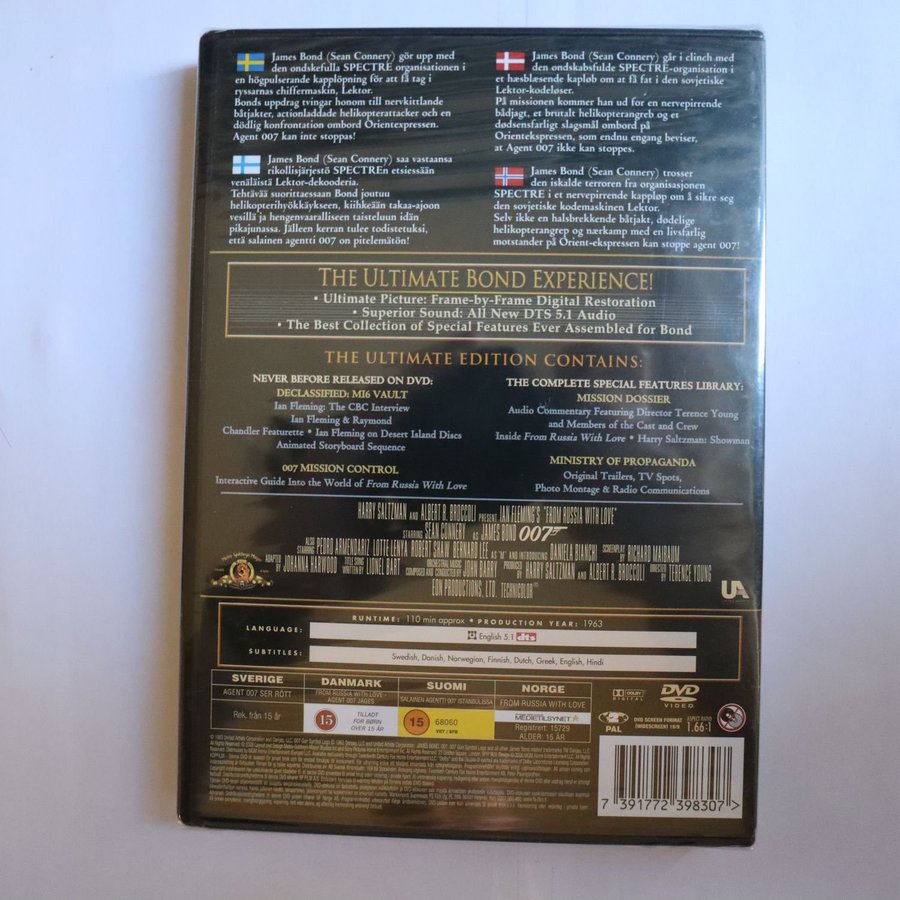 James Bond (Sean Connery) gör upp med
den ondskefulla SPECTRE organisationen i
en högpulserande kapplöpning för att få tag i
ryssarnas chiffermaskin, Lektor.
Bonds uppdrag tvingar honom till nervkittlande
båtjakter, actionladdade helikopterattacker och en
dödlig konfrontation ombord Orientexpressen.
Agent 007 kan inte stoppas!
James Bond (Sean Connery) saa vastaansa
rikollisjärjestö SPECTREn etsiessään
venäläistä Lektor-dekooderia.
Tehtävää suorittaessaan Bond joutuu
helikopterihyökkäykseen, kiihkeään takaa-ajoon
vesillä ja hengenvaaralliseen taisteluun idän
pikajunassa. Jälleen kerran tulee todistetuksi,
että salainen agentti 007 on pitelemätön!
James Bond (Sean Connery) går i clinch med
den ondskabsfulde SPECTRE-organisation i
et hæsblæsende kapløb om at få fat i den sovjetiske
Lektor-kodeløser.
På missionen kommer han ud for en nervepirrende
bådjagt, et brutalt helikopterangreb og et
dødsensfarligt slagsmål ombord på
Orientekspressen, som endnu engang beviser,
at Agent 007 ikke kan stoppes.
James Bond (Sean Connery) trosser
den iskalde terroren fra organisasjonen
SPECTRE i et nervepirrende kappløp om å sikre seg
den sovjetiske kodemaskinen Lektor.
Selv ikke en halsbrekkende båtjakt, dødelige
helikopterangrep og nærkamp med en livsfarlig
motstander på Orient-ekspressen kan stoppe agent 007!
THE ULTIMATE BOND EXPERIENCE!
• Ultimate Picture: Frame-by-Frame Digital Restoration
• Superior Sound: All New DTS 5.1 Audio
• The Best Collection of Special Features Ever Assembled for Bond
THE ULTIMATE EDITION CONTAINS:
NEVER BEFORE RELEASED ON DVD:
DECLASSIFIED: MI6 VAULT
Ian Fleming: The CBC Interview
Ian Fleming & Raymond
Chandler Featurette • Ian Fleming on Desert Island Discs
Animated Storyboard Sequence
007 MISSION CONTROL
Interactive Guide Into the World of From Russia With Love
THE COMPLETE SPECIAL FEATURES LIBRARY:
MISSION DOSSIER
Audio Commentary Featuring Director Terence Young
and Members of the Cast and Crew
Inside From Russia With Love • Harry Saltzman: Showman
MINISTRY OF PROPAGANDA
Original Trailers, TV Spots,
Photo Montage & Radio Communications
HARRY SALTZMAN AND ALBERT R. BROCCOLI PRESENT IAN FLEMING'S "FROM RUSSIA WITH LOVE"
STARRING SEAN CONNERY AS JAMES BOND 007
ALSO STARRING PEDRO ARMENDARIZ LOTTE LENYA ROBERT SHAW BERNARD LEE AS "M" AND INTRODUCING DANIELA BIANCHI SCREENPLAY BY RICHARD MAIBAUM
ADAPTED BY JOHANNA HARWOOD TITLE SONG WRITTEN BY LIONEL BART ORCHESTRAL MUSIC COMPOSED AND CONDUCTED BY JOHN BARRY PRODUCED BY HARRY SALTZMAN AND ALBERT R. BROCCOLI DIRECTED BY TERENCE YOUNG
EON PRODUCTIONS, LTD. TECHNICOLOR®
UA
RUNTIME: 110 min approx • PRODUCTION YEAR: 1963
LANGUAGE: English 5.1 dts
SUBTITLES: Swedish, Danish, Norwegian, Finnish, Dutch, Greek, English, Hindi
SVERIGE DANMARK SUOMI NORGE
AGENT 007 SER RÖTT
FROM RUSSIA WITH LOVE -
AGENT 007 JAGES
SALAINEN AGENTTI 007 ISTANBULISSA
FROM RUSSIA WITH LOVE
Rek. från 15 år
15 TILLADT
FOR BØRN
OVER 15 ÅR
15 68060
VET / SFB
MEDIETILSYNET
Registreit: 15729
ALDER: 15 ÅR
DOLBY
DIGITAL
DVD
VIDEO
PAL
DVD SCREEN FORMAT
(WIDESCREEN) 16/9
ASPECT RATIO
1.66:1
7 391772 398307 >